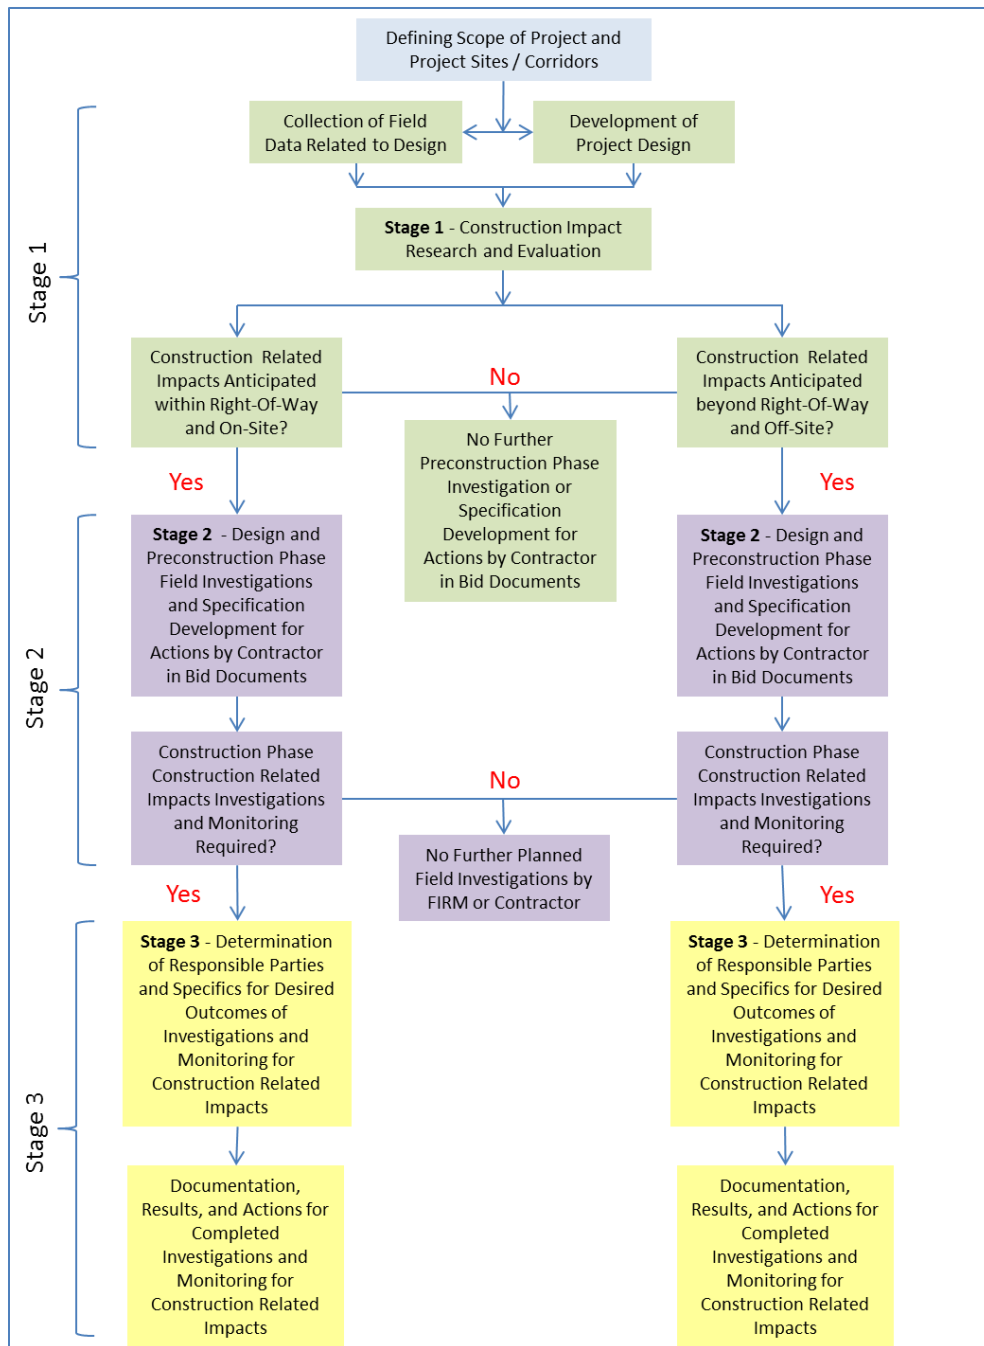 Defining Scope of Project and
Project Sites / Corridors
Collection of Field
Data Related to Design
Development of
Project Design
Stage 1 - Construction Impact
Research and Evaluation
Stage 1
Construction Related
Impacts Anticipated
within Right-Of-Way
and On-Site?
No
Construction Related
Impacts Anticipated
beyond Right-Of-Way
and Off-Site?
No Further
Preconstruction Phase
Investigation or
Specification
Development for
Actions by Contractor
in Bid Documents
Yes
Yes
Stage 2 - Design and
Preconstruction Phase
Field Investigations
and Specification
Development for
Actions by Contractor
in Bid Documents
Stage 2 - Design and
Preconstruction Phase
Field Investigations
and Specification
Development for
Actions by Contractor
in Bid Documents
Stage 2
Construction Phase
Construction Related
Impacts Investigations
and Monitoring
Required?
No
Construction Phase
Construction Related
Impacts Investigations
and Monitoring
Required?
No Further Planned
Field Investigations by
FIRM or Contractor
Yes
Yes
Stage 3 - Determination
of Responsible Parties
and Specifics for Desired
Outcomes of
Investigations and
Monitoring for
Construction Related
Impacts
Stage 3 - Determination
of Responsible Parties
and Specifics for Desired
Outcomes of
Investigations and
Monitoring for
Construction Related
Impacts
Stage 3
Documentation,
Results, and Actions for
Completed
Investigations and
Monitoring for
Construction Related
Impacts
Documentation,
Results, and Actions for
Completed
Investigations and
Monitoring for
Construction Related
Impacts